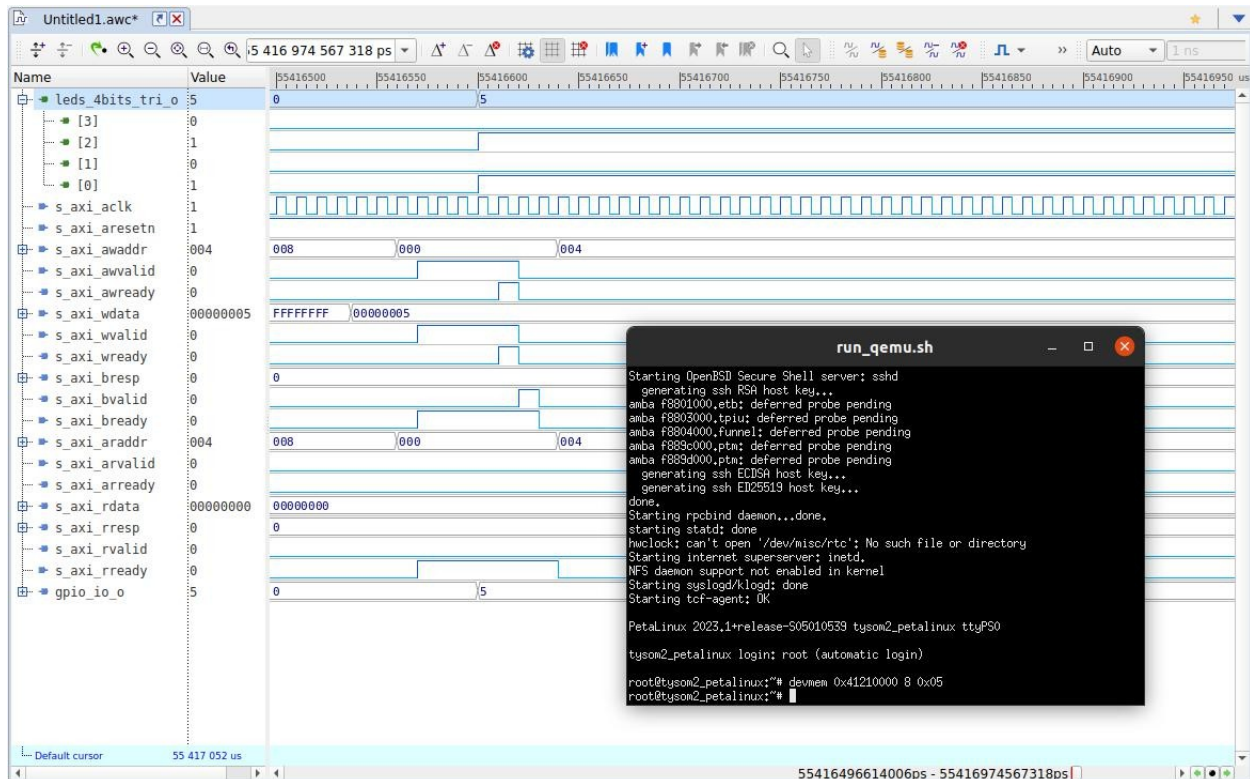 Untitled1.awc*
5 416 974 567 318 ps Auto 1 ns
Name Value 55416500 55416550 55416600 55416650 55416700 55416750 55416800 55416850 55416900 55416950 us
leds_4bits_tri_o 5 0 5
[3] 0
[2] 1
[1] 0
[0] 1
s_axi_aclk 1
s_axi_aresetn 1
s_axi_awaddr 004 008 000 004
s_axi_awvalid 0
s_axi_awready 0
s_axi_wdata 00000005 FFFFFFFF 00000005
s_axi_wvalid 0
s_axi_wready 0
s_axi_bresp 0 0
s_axi_bvalid 0
s_axi_bready 0
s_axi_araddr 004 008 000 004
s_axi_arvalid 0
s_axi_arready 0
s_axi_rdata 00000000 00000000
s_axi_rresp 0 0
s_axi_rvalid 0
s_axi_rready 0
gpio_io_o 5 0 5
run_qemu.sh
Starting OpenBSD Secure Shell server: sshd
generating ssh RSA host key...
amba f8801000.etb: deferred probe pending
amba f8803000.tpiu: deferred probe pending
amba f8804000.funnel: deferred probe pending
amba f889c000.ptm: deferred probe pending
amba f889d000.ptm: deferred probe pending
generating ssh ECDSA host key...
generating ssh ED25519 host key...
done.
Starting rpcbind daemon...done.
starting statd: done
hwclock: can't open '/dev/misc/rtc': No such file or directory
Starting internet superserver: inetd.
NFS daemon support not enabled in kernel
Starting syslogd/klogd: done
Starting tcf-agent: OK
PetaLinux 2023.1+release-S05010539 tysom2_petalinux ttyPS0
tysom2_petalinux login: root (automatic login)
root@tysom2_petalinux:~# devmem 0x41210000 8 0x05
root@tysom2_petalinux:~#
Default cursor 55 417 052 us
55416496614006ps - 55416974567318ps